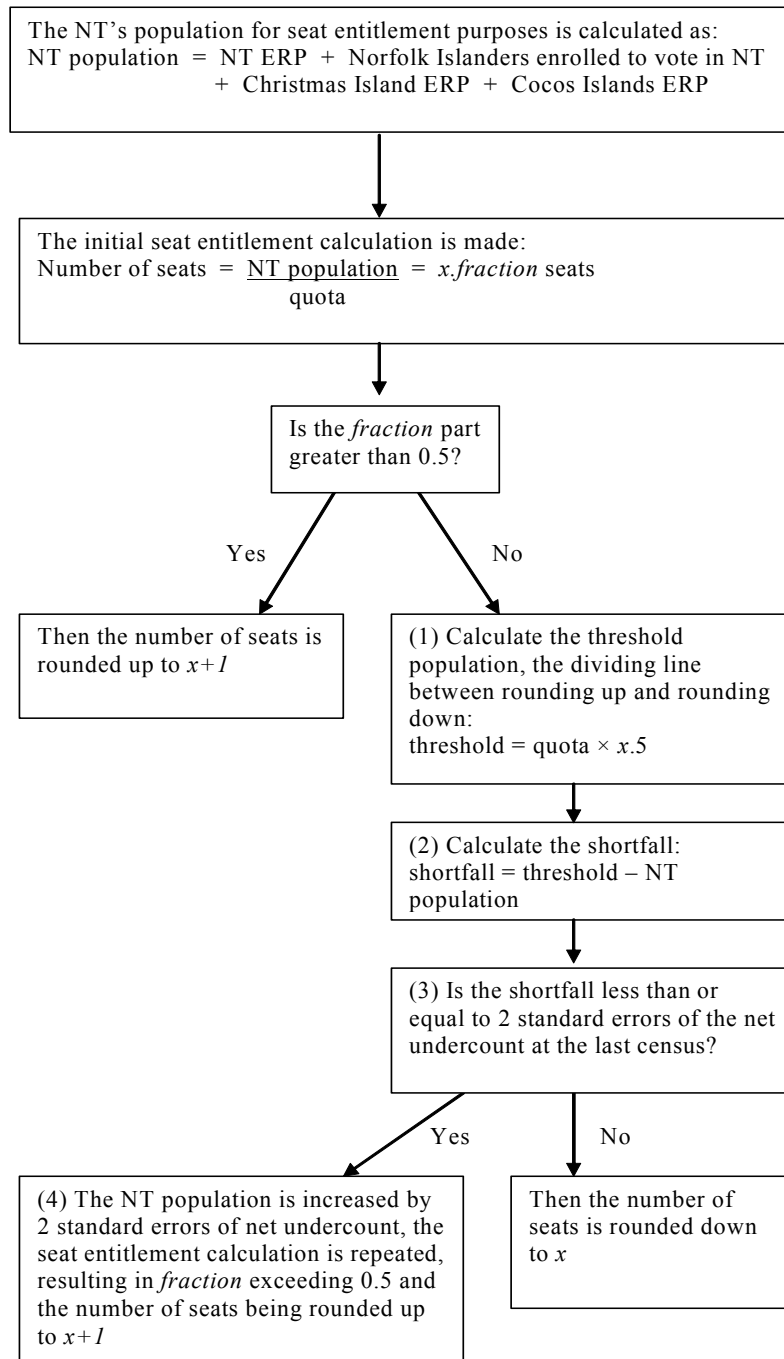 The NT’s population for seat entitlement purposes is calculated as:
NT population = NT ERP + Norfolk Islanders enrolled to vote in NT
+ Christmas Island ERP + Cocos Islands ERP
The initial seat entitlement calculation is made:
Number of seats = NT population = x.fraction seats
quota
Is the fraction part
greater than 0.5?
Yes
No
Then the number of seats is
rounded up to x+1
(1) Calculate the threshold
population, the dividing line
between rounding up and rounding
down:
threshold = quota × x.5
(2) Calculate the shortfall:
shortfall = threshold – NT
population
(3) Is the shortfall less than or
equal to 2 standard errors of the net
undercount at the last census?
Yes
No
(4) The NT population is increased by
2 standard errors of net undercount, the
seat entitlement calculation is repeated,
resulting in fraction exceeding 0.5 and
the number of seats being rounded up
to x+1
Then the number of
seats is rounded down
to x